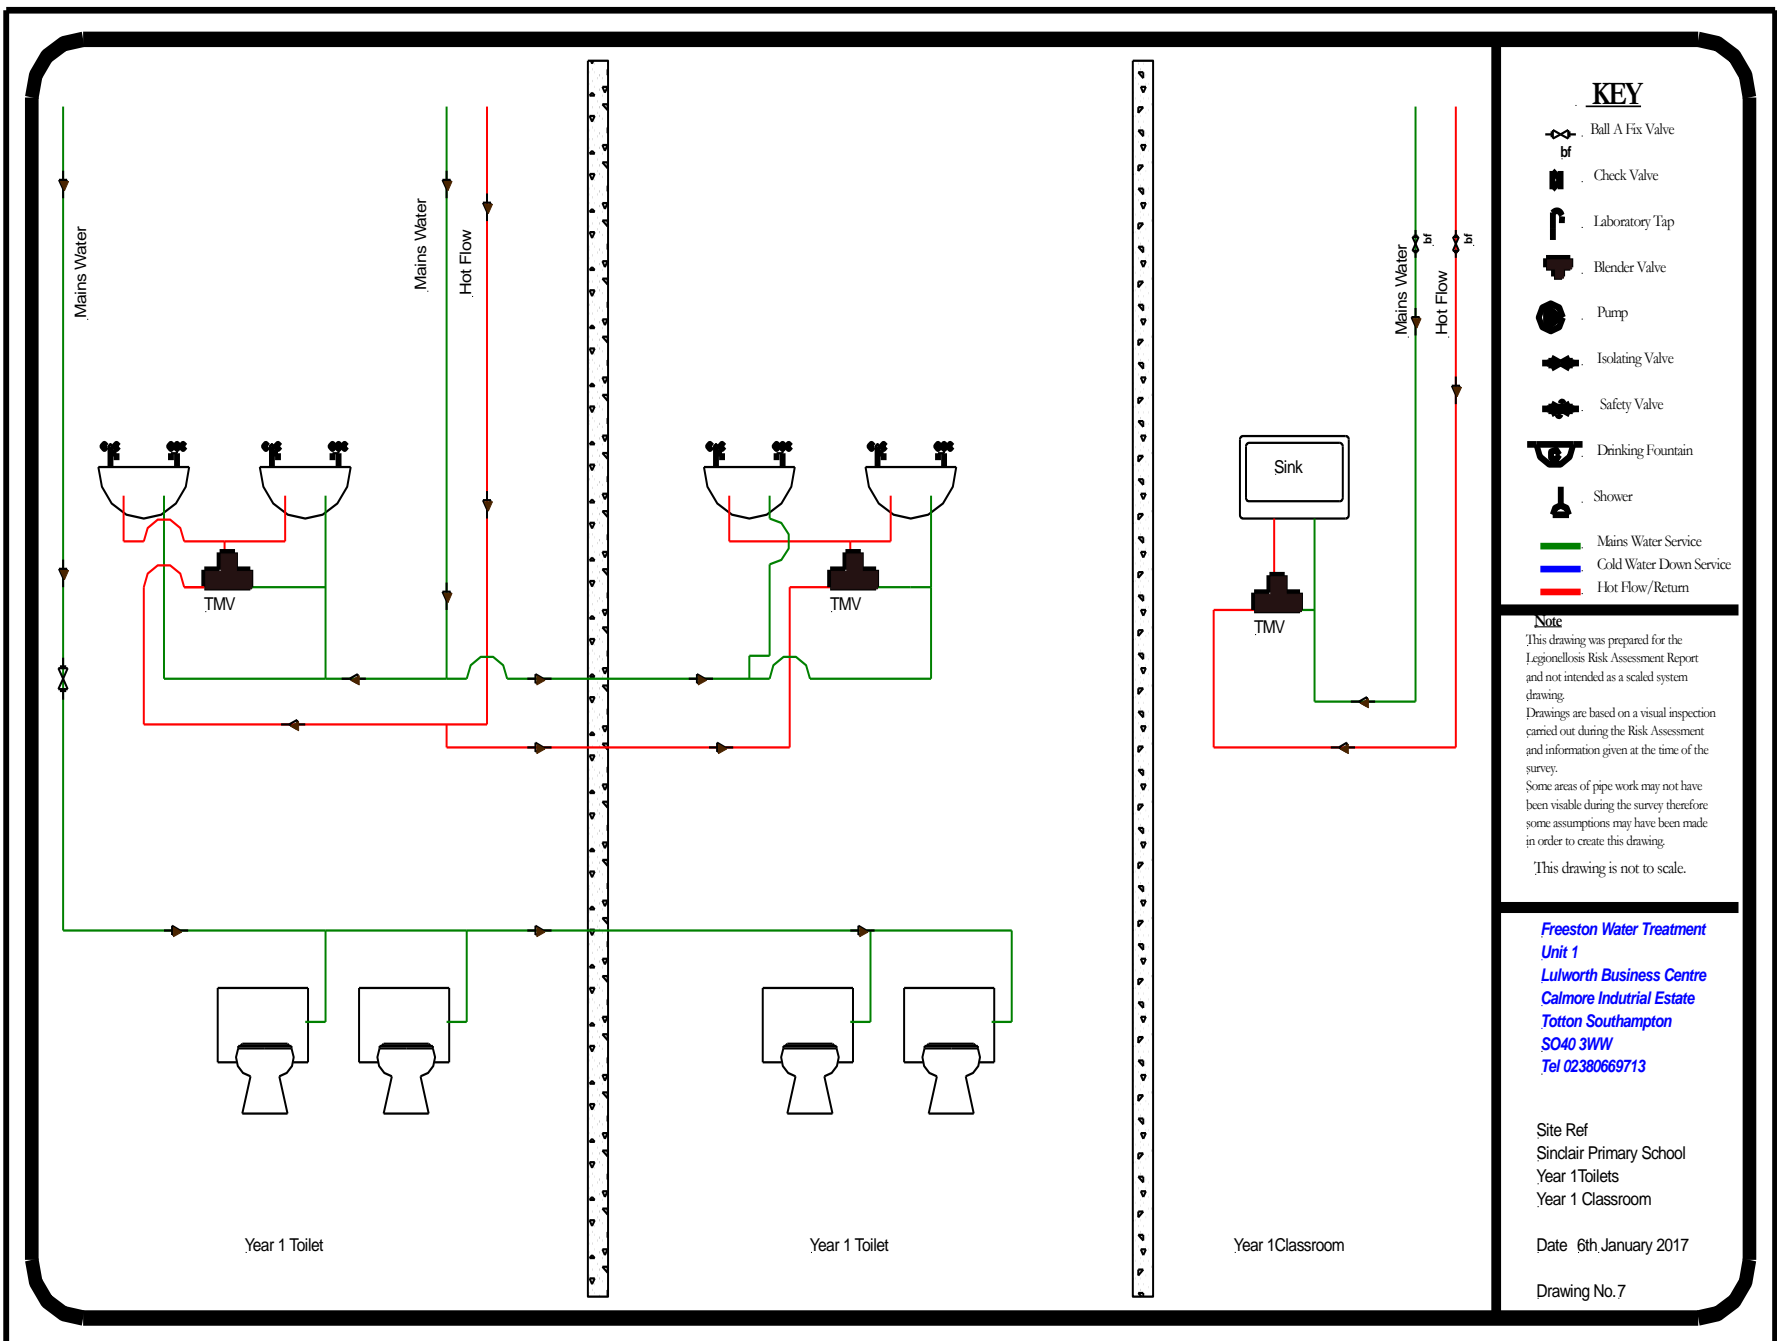 Mains Water
Mains Water
Hot Flow
TMV
TMV
Year 1 Toilet
Year 1 Toilet
Mains Water
Hot Flow
bf
bf
Sink
TMV
Year 1Classroom
KEY
Ball A Fix Valve
bf
Check Valve
Laboratory Tap
Blender Valve
Pump
Isolating Valve
Safety Valve
Drinking Fountain
Shower
Mains Water Service
Cold Water Down Service
Hot Flow/Return
Note
This drawing was prepared for the
Legionellosis Risk Assessment Report
and not intended as a scaled system
drawing.
Drawings are based on a visual inspection
carried out during the Risk Assessment
and information given at the time of the
survey.
Some areas of pipe work may not have
been visable during the survey therefore
some assumptions may have been made
in order to create this drawing.
This drawing is not to scale.
Freeston Water Treatment
Unit 1
Lulworth Business Centre
Calmore Indutrial Estate
Totton Southampton
SO40 3WW
Tel 02380669713
Site Ref
Sinclair Primary School
Year 1Toilets
Year 1 Classroom
Date 6th January 2017
Drawing No.7